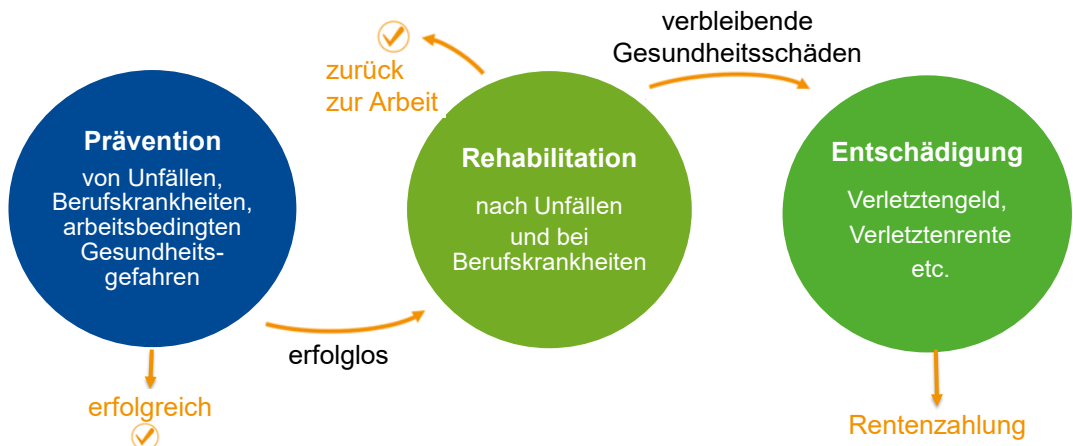 Prävention
von Unfällen,
Berufskrankheiten,
arbeitsbedingten
Gesundheits-
gefahren
erfolgreich
erfolglos
zurück
zur Arbeit
Rehabilitation
nach Unfällen
und bei
Berufskrankheiten
verbleibende
Gesundheitsschäden
Entschädigung
Verletztengeld,
Verletztenrente
etc.
Rentenzahlung